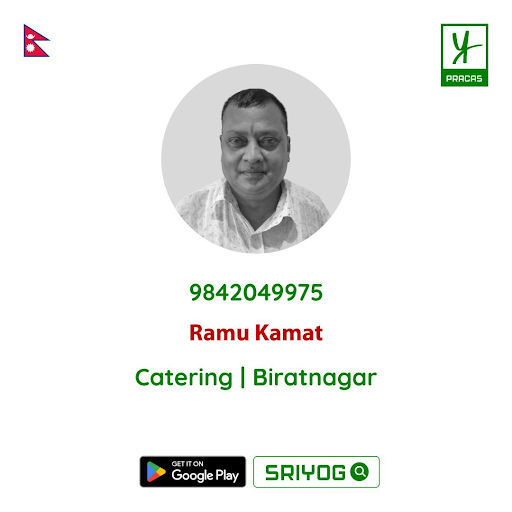 PRACAS
9842049975
Ramu Kamat
Catering | Biratnagar
GET IT ON
Google Play
SRIYOG